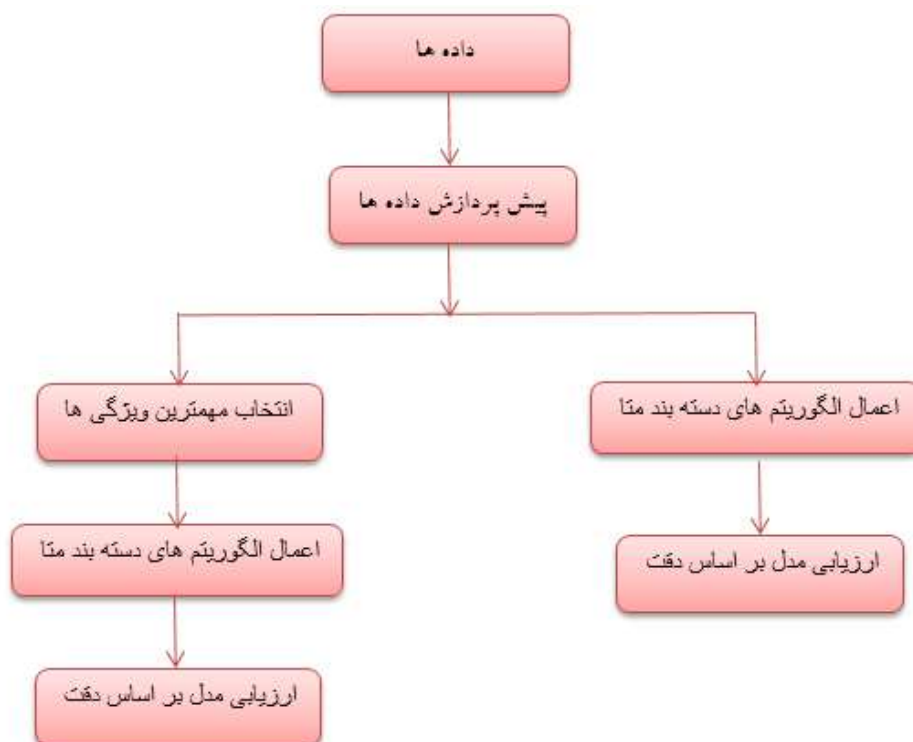 داده ها
پیش پردازش داده ها
اعمال الگوریتم های دسته بند متا
ارزیابی مدل بر اساس دقت
انتخاب مهمترین ویژگی ها
اعمال الگوریتم های دسته بند متا
ارزیابی مدل بر اساس دقت